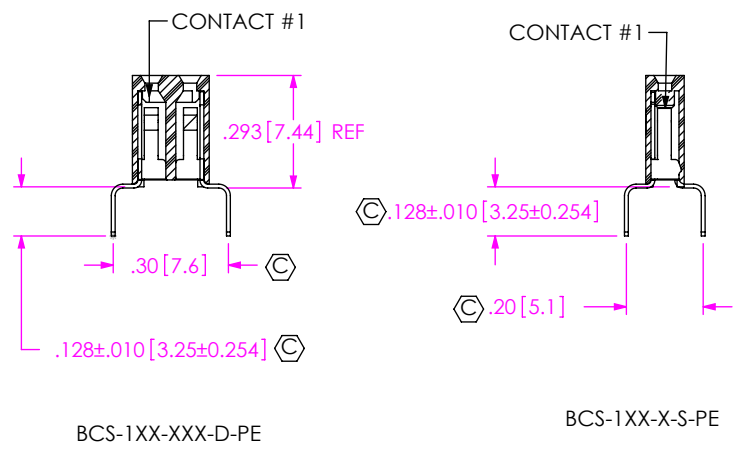 CONTACT #1
.293[7.44] REF
.30[7.6] C
.128±.010[3.25±0.254] C
BCS-1XX-XXX-D-PE
CONTACT #1
C .128±.010[3.25±0.254]
C .20[5.1]
BCS-1XX-X-S-PE